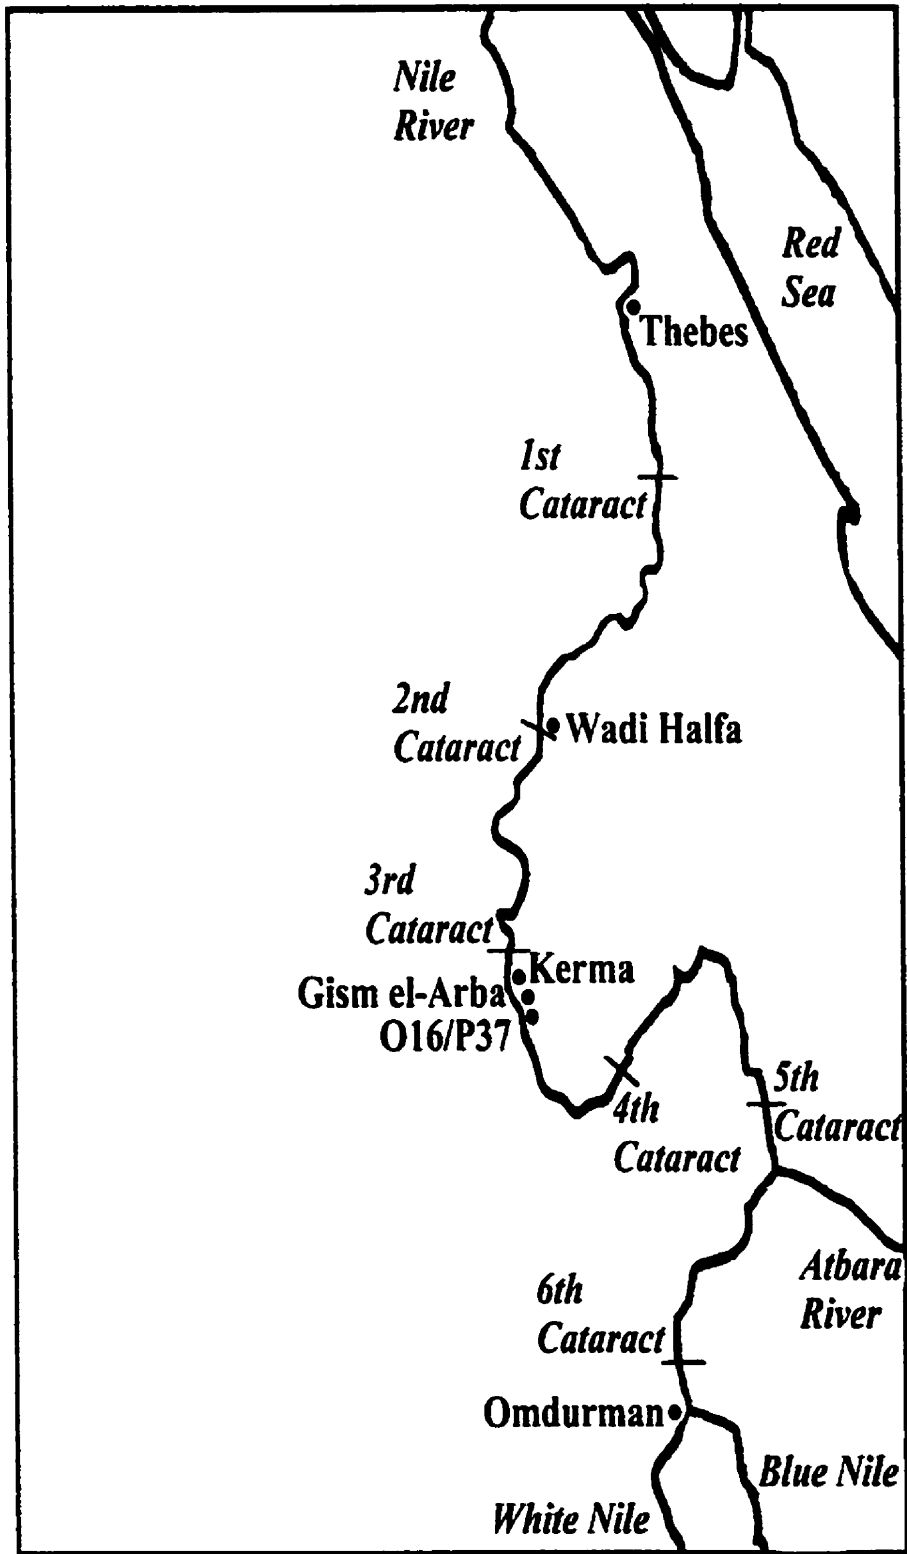 Nile
River
Red
Sea
Thebes
1st
Cataract
2nd
Cataract
Wadi Halfa
3rd
Cataract
Kerma
Gism el-Arba
O16/P37
4th
Cataract
5th
Cataract
Atbara
River
6th
Cataract
Omdurman
Blue Nile
White Nile